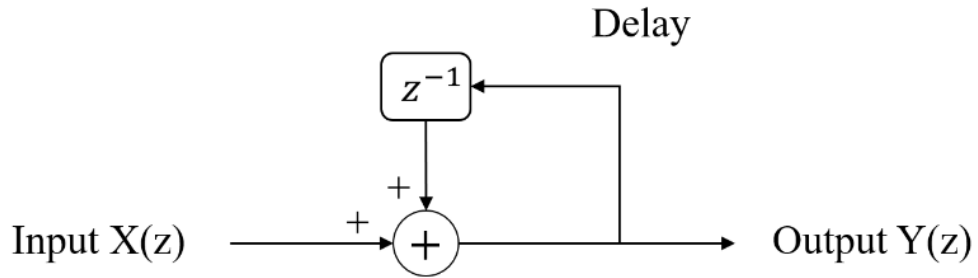 Delay
z⁻¹
+
+
Input X(z)
+
Output Y(z)